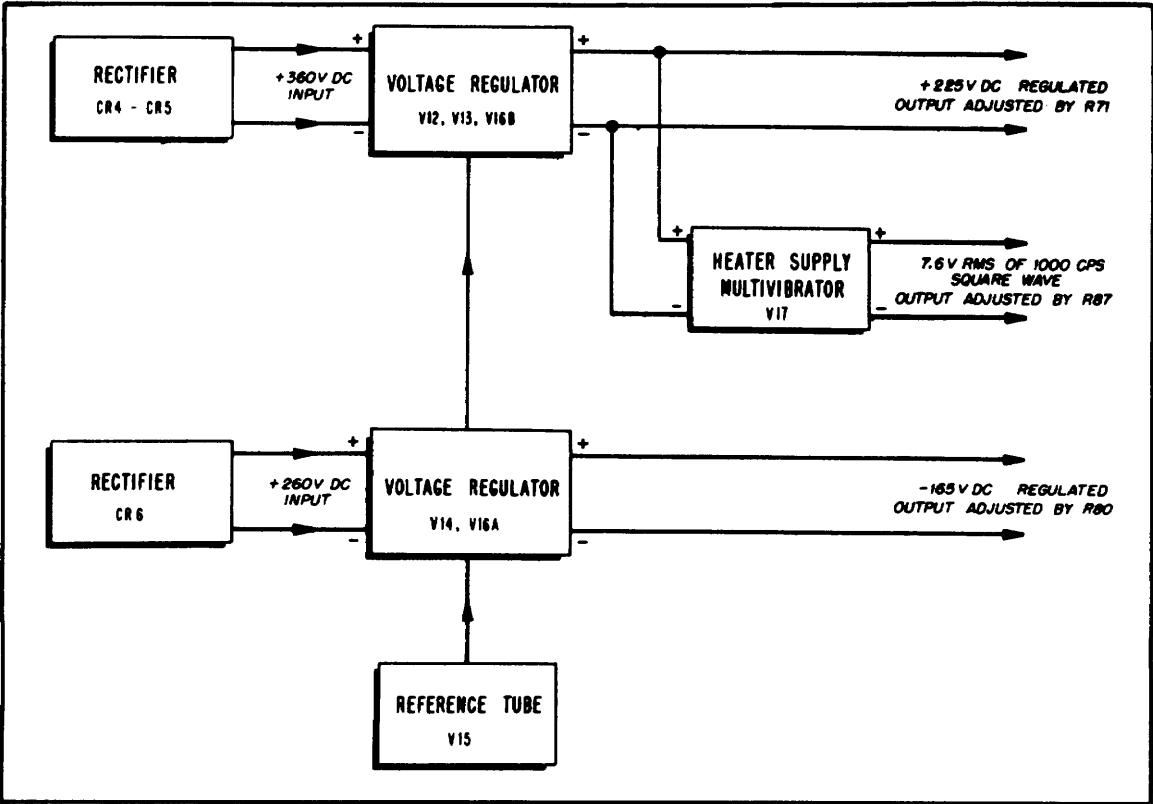 RECTIFIER
CR4 - CR5
+360V DC
INPUT
+
-
VOLTAGE REGULATOR
V12, V13, V16B
+
-
+225V DC REGULATED
OUTPUT ADJUSTED BY R71
+
-
HEATER SUPPLY
MULTIVIBRATOR
V17
+
-
7.6V RMS OF 1000 CPS
SQUARE WAVE
OUTPUT ADJUSTED BY R87
RECTIFIER
CR6
+260V DC
INPUT
+
-
VOLTAGE REGULATOR
V14, V16A
+
-
-165V DC REGULATED
OUTPUT ADJUSTED BY R80
REFERENCE TUBE
V15